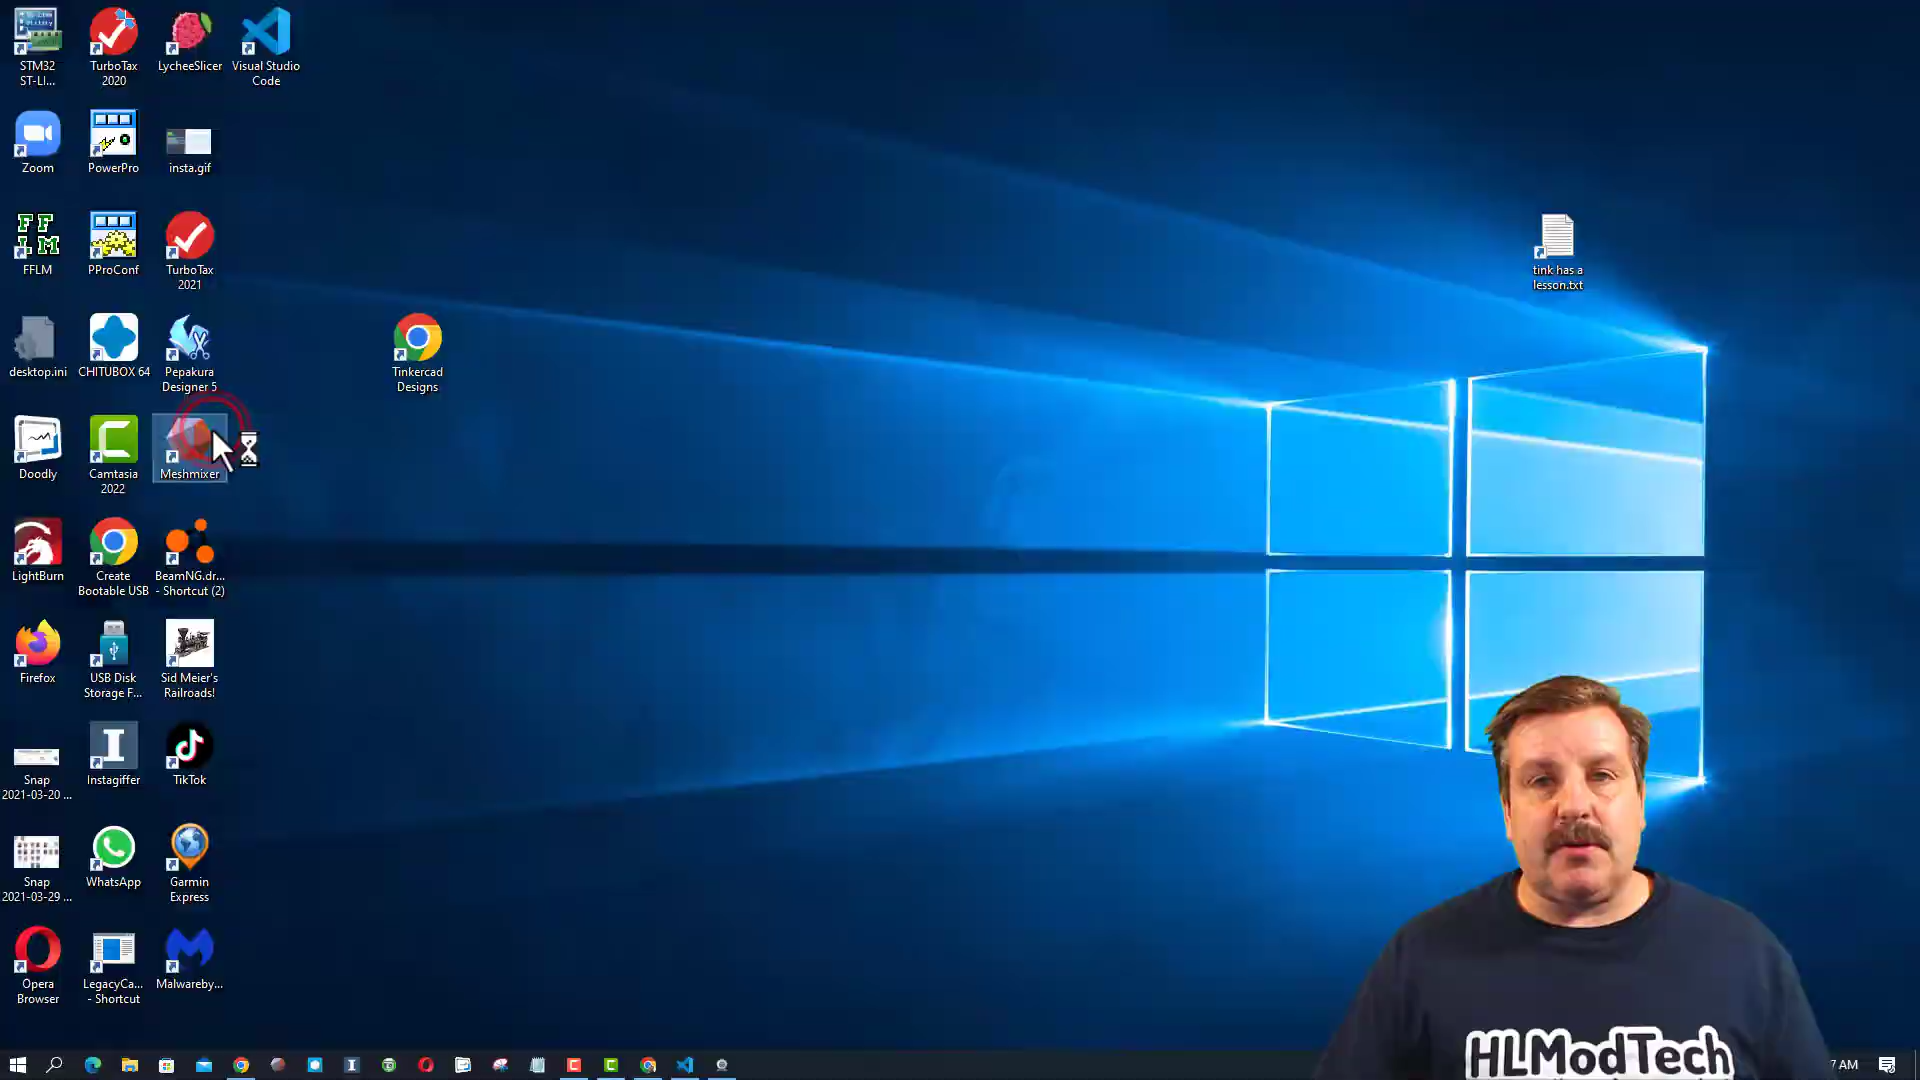 STM32
ST-LI...
TurboTax
2020
LycheeSlicer
Visual Studio
Code
Zoom
PowerPro
insta.gif
FFLM
PProConf
TurboTax
2021
tink has a
lesson.txt
desktop.ini
CHITUBOX 64
Pepakura
Designer 5
Tinkercad
Designs
Doodly
Camtasia
2022
Meshmixer
LightBurn
Create
Bootable USB
BeamNG.dr...
- Shortcut (2)
Firefox
USB Disk
Storage F...
Sid Meier's
Railroads!
Snap
2021-03-20 ...
Instagiffer
TikTok
Snap
2021-03-29 ...
WhatsApp
Garmin
Express
Opera
Browser
LegacyCa...
- Shortcut
Malwareby...
HLModTech
7 AM